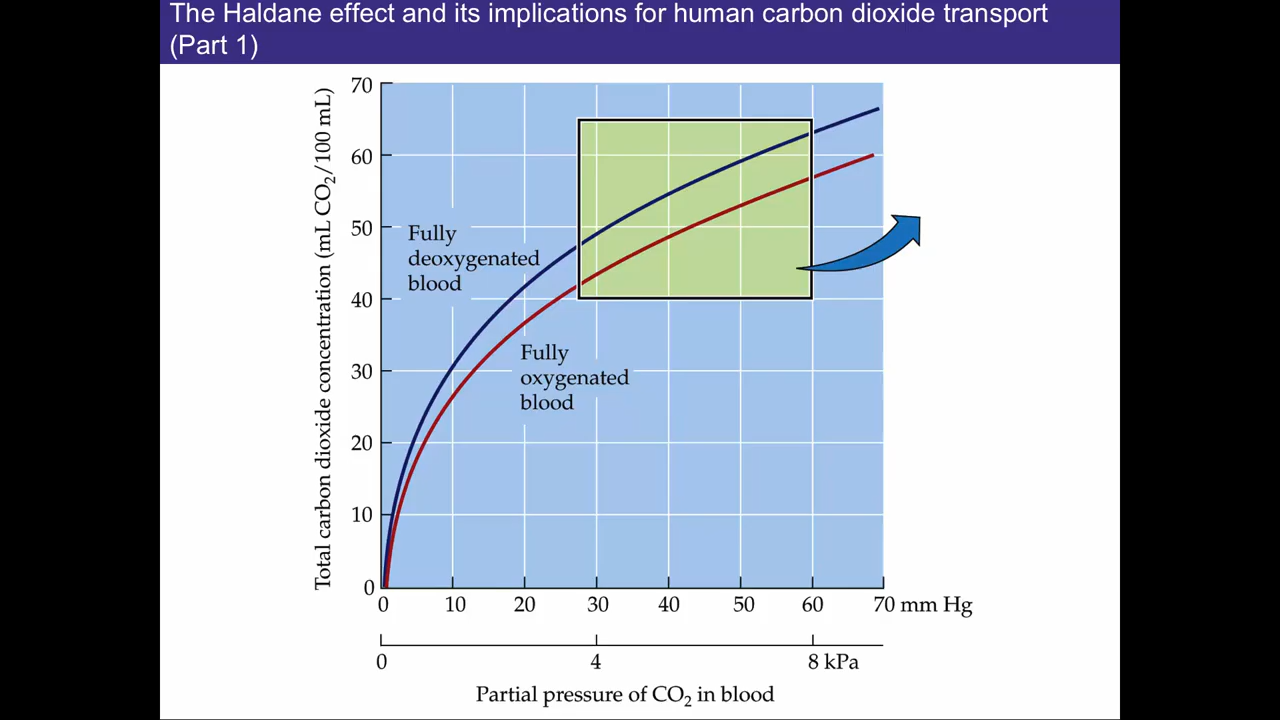 The Haldane effect and its implications for human carbon dioxide transport
(Part 1)
Total carbon dioxide concentration (mL CO₂/100 mL)
70
60
50
40
30
20
10
0
Fully
deoxygenated
blood
Fully
oxygenated
blood
0 10 20 30 40 50 60 70 mm Hg
0 4 8 kPa
Partial pressure of CO₂ in blood